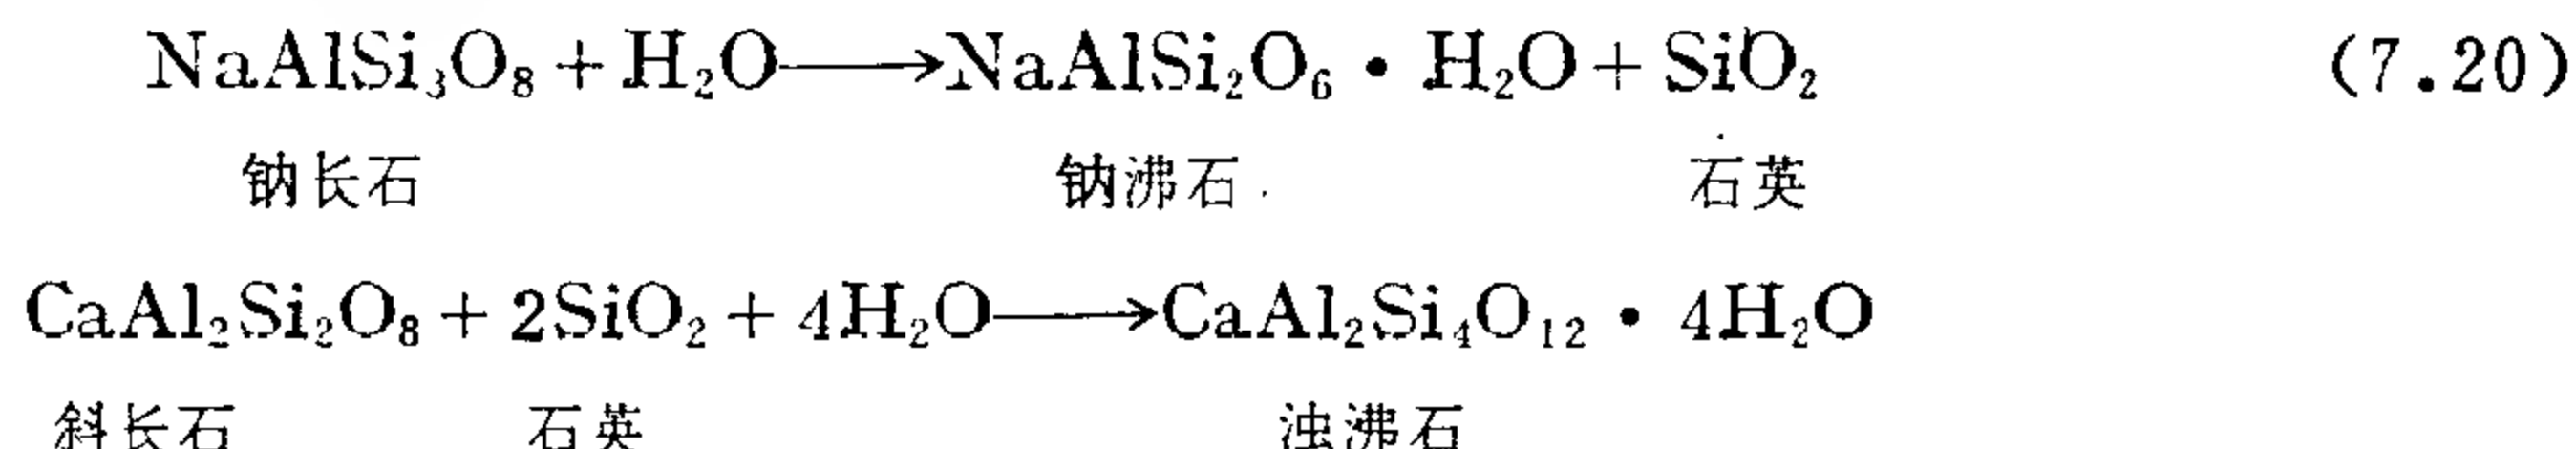 NaAlSi₃O₈ + H₂O⟶NaAlSi₂O₆ • H₂O + SiO₂ (7.20)
钠长石 钠沸石 石英
CaAl₂Si₂O₈ + 2SiO₂ + 4H₂O⟶CaAl₂Si₄O₁₂ • 4H₂O
斜长石 石英 浊沸石